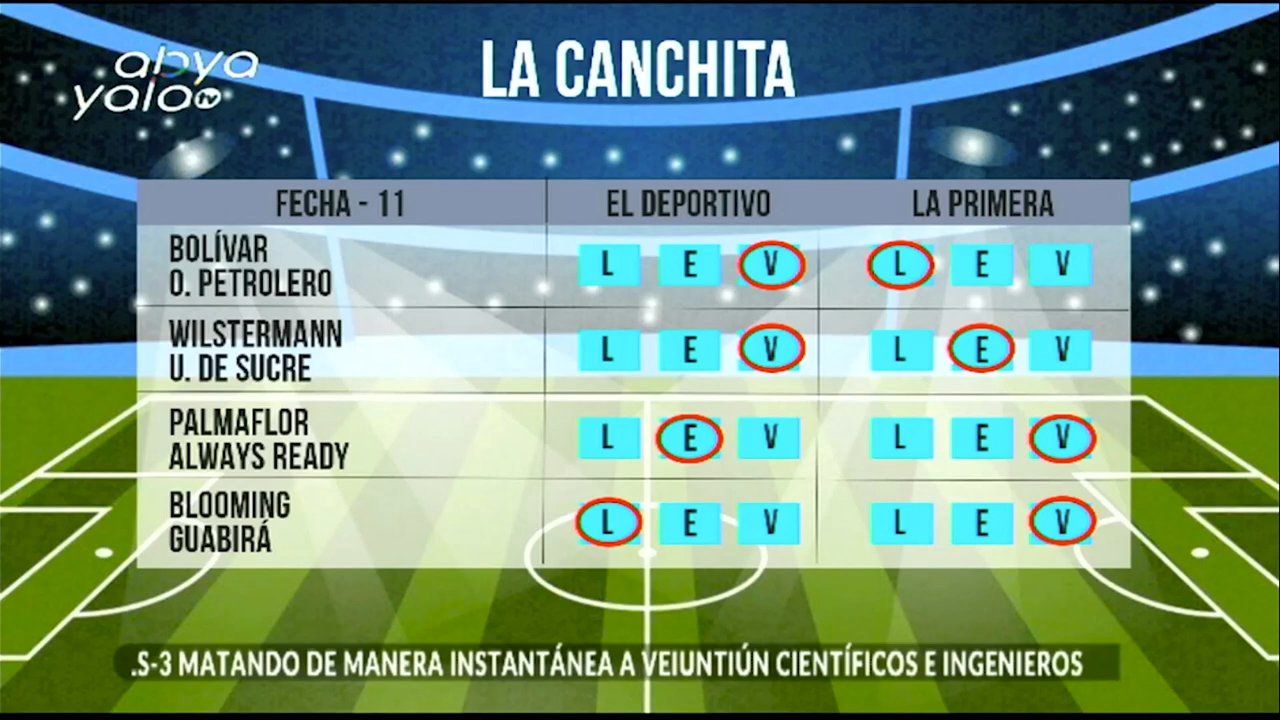 abya
yala tv
LA CANCHITA
FECHA - 11 EL DEPORTIVO LA PRIMERA
BOLÍVAR
O. PETROLERO
L E V L E V
WILSTERMANN
U. DE SUCRE
L E V L E V
PALMAFLOR
ALWAYS READY
L E V L E V
BLOOMING
GUABIRÁ
L E V L E V
.S-3 MATANDO DE MANERA INSTANTÁNEA A VEIUNTIÚN CIENTÍFICOS E INGENIEROS